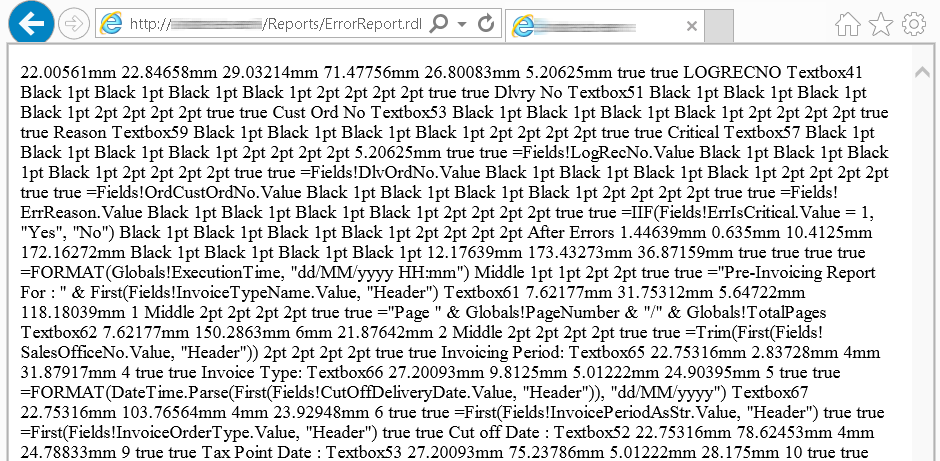 http://
/Reports/ErrorReport.rdl
22.00561mm 22.84658mm 29.03214mm 71.47756mm 26.80083mm 5.20625mm true true LOGRECNO Textbox41
Black 1pt Black 1pt Black 1pt Black 1pt 2pt 2pt 2pt 2pt true true Dlvry No Textbox51 Black 1pt Black 1pt Black 1pt
Black 1pt 2pt 2pt 2pt 2pt true true Cust Ord No Textbox53 Black 1pt Black 1pt Black 1pt Black 1pt 2pt 2pt 2pt 2pt true
true Reason Textbox59 Black 1pt Black 1pt Black 1pt Black 1pt 2pt 2pt 2pt 2pt true true Critical Textbox57 Black 1pt
Black 1pt Black 1pt Black 1pt 2pt 2pt 2pt 2pt 5.20625mm true true =Fields!LogRecNo.Value Black 1pt Black 1pt Black
1pt Black 1pt 2pt 2pt 2pt 2pt true true =Fields!DlvOrdNo.Value Black 1pt Black 1pt Black 1pt Black 1pt 2pt 2pt 2pt 2pt
true true =Fields!OrdCustOrdNo.Value Black 1pt Black 1pt Black 1pt Black 1pt 2pt 2pt 2pt 2pt true true =Fields!
ErrReason.Value Black 1pt Black 1pt Black 1pt Black 1pt 2pt 2pt 2pt 2pt true true =IIF(Fields!ErrIsCritical.Value = 1,
"Yes", "No") Black 1pt Black 1pt Black 1pt Black 1pt 2pt 2pt 2pt 2pt After Errors 1.44639mm 0.635mm 10.4125mm
172.16272mm Black 1pt Black 1pt Black 1pt Black 1pt 12.17639mm 173.43273mm 36.87159mm true true true true
=FORMAT(Globals!ExecutionTime, "dd/MM/yyyy HH:mm") Middle 1pt 1pt 2pt 2pt true true ="Pre-Invoicing Report
For : " & First(Fields!InvoiceTypeName.Value, "Header") Textbox61 7.62177mm 31.75312mm 5.64722mm
118.18039mm 1 Middle 2pt 2pt 2pt 2pt true true ="Page " & Globals!PageNumber & "/" & Globals!TotalPages
Textbox62 7.62177mm 150.2863mm 6mm 21.87642mm 2 Middle 2pt 2pt 2pt 2pt true true =Trim(First(Fields!
SalesOfficeNo.Value, "Header")) 2pt 2pt 2pt 2pt true true Invoicing Period: Textbox65 22.75316mm 2.83728mm 4mm
31.87917mm 4 true true Invoice Type: Textbox66 27.20093mm 9.8125mm 5.01222mm 24.90395mm 5 true true
=FORMAT(DateTime.Parse(First(Fields!CutOffDeliveryDate.Value, "Header")), "dd/MM/yyyy") Textbox67
22.75316mm 103.76564mm 4mm 23.92948mm 6 true true =First(Fields!InvoicePeriodAsStr.Value, "Header") true true
=First(Fields!InvoiceOrderType.Value, "Header") true true Cut off Date : Textbox52 22.75316mm 78.62453mm 4mm
24.78833mm 9 true true Tax Point Date : Textbox53 27.20093mm 75.23786mm 5.01222mm 28.175mm 10 true true